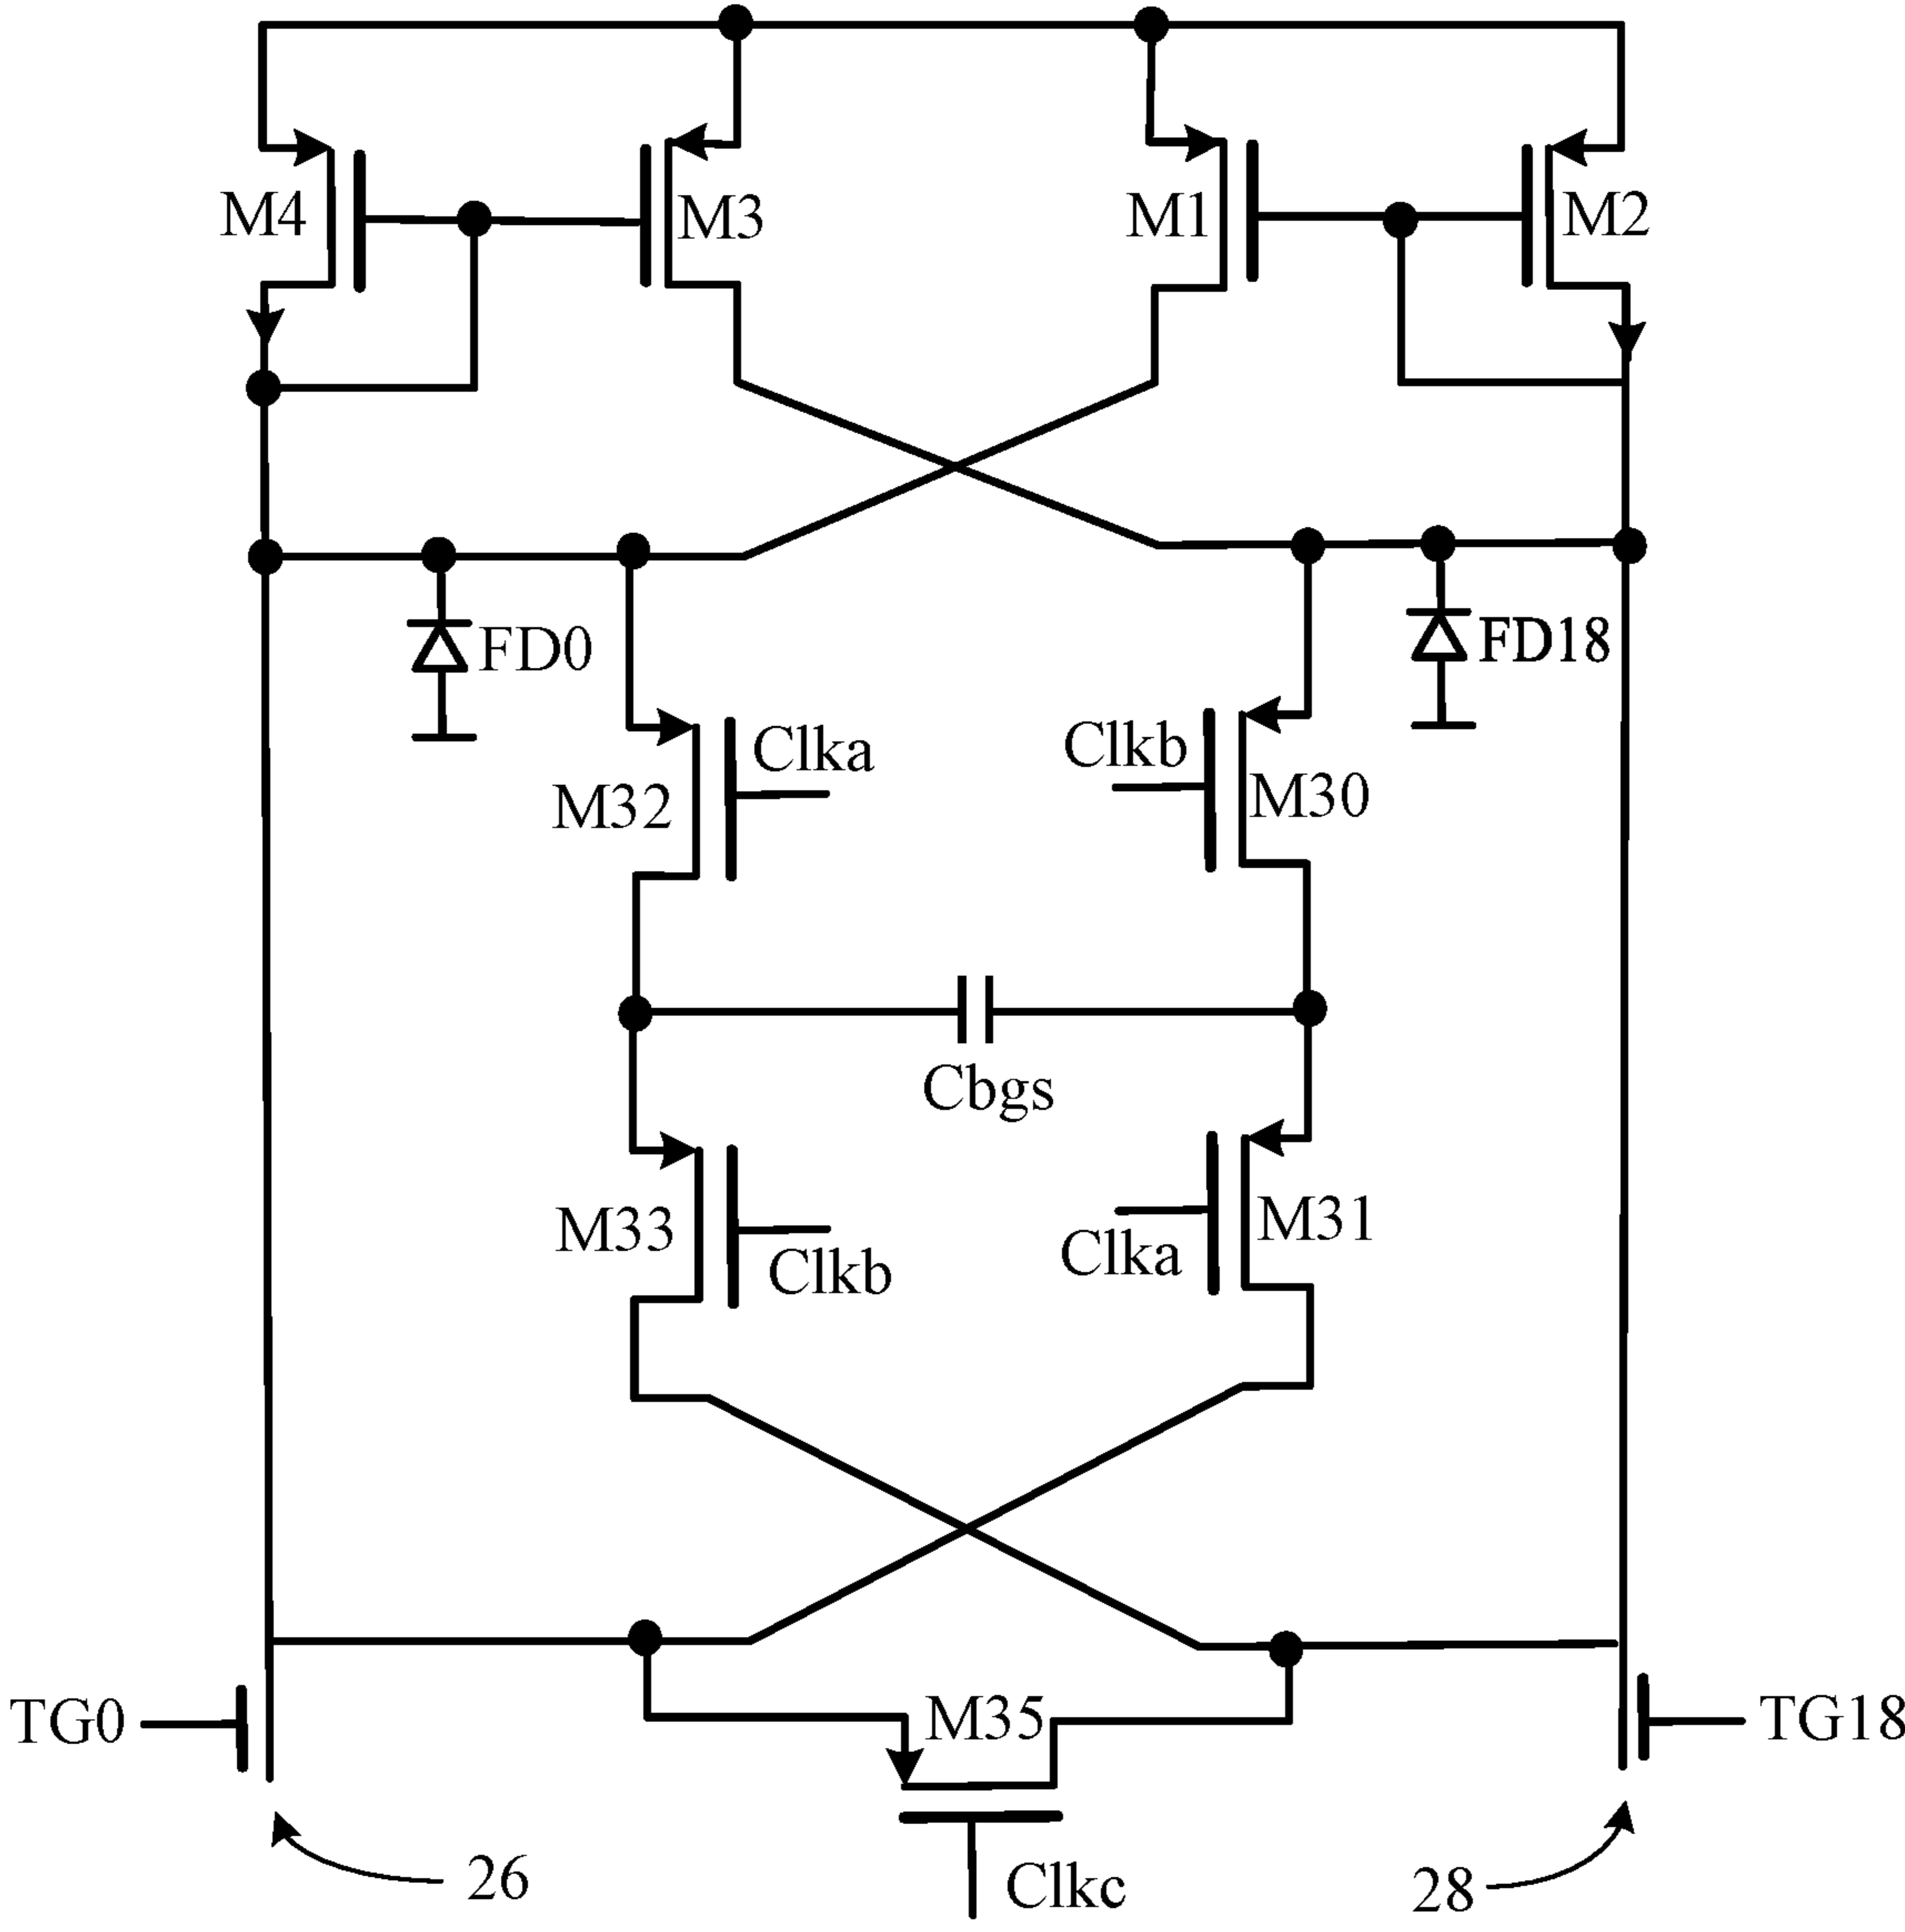 M4
M3
M1
M2
FD0
FD18
Clka
Clkb
M32
M30
Cbgs
M33
Clkb
Clka
M31
TG0
M35
TG18
26
Clkc
28